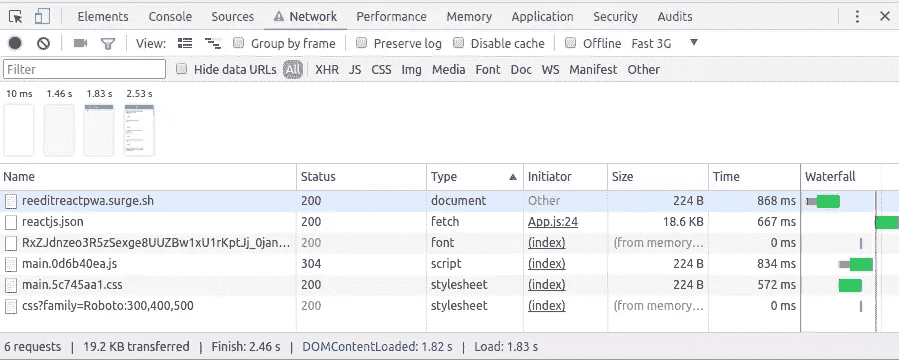 Elements Console Sources Network Performance Memory Application Security Audits
View: Group by frame Preserve log Disable cache Offline Fast 3G
Filter Hide data URLs All XHR JS CSS Img Media Font Doc WS Manifest Other
10 ms 1.46 s 1.83 s 2.53 s
Name Status Type Initiator Size Time Waterfall
reeditreactpwa.surge.sh 200 document Other 224 B 868 ms
reactjs.json 200 fetch App.js:24 18.6 KB 667 ms
RxZJdnzeo3R5zSexge8UUZBw1xU1rKptJj_0jan... 200 font (index) (from memory... 0 ms
main.0d6b40ea.js 304 script (index) 224 B 834 ms
main.5c745aa1.css 200 stylesheet (index) 224 B 572 ms
css?family=Roboto:300,400,500 200 stylesheet (index) (from memory... 0 ms
6 requests | 19.2 KB transferred | Finish: 2.46 s | DOMContentLoaded: 1.82 s | Load: 1.83 s